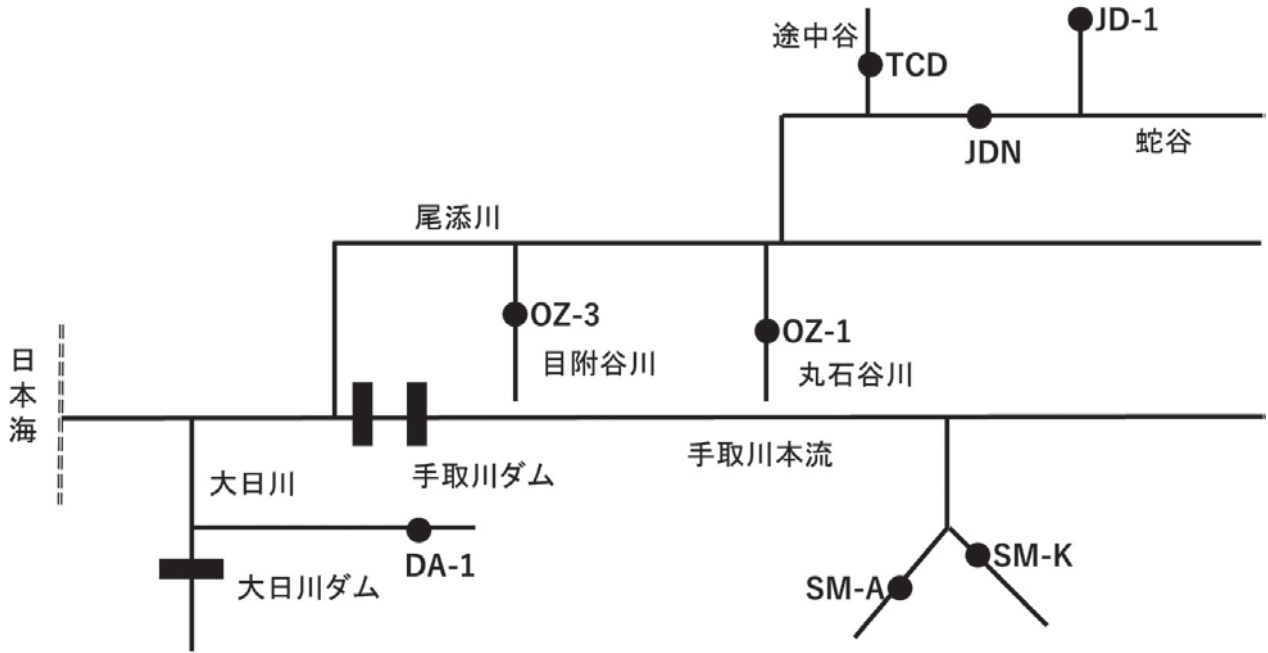 途中谷
JD-1
TCD
JDN
蛇谷
尾添川
OZ-3
OZ-1
目附谷川
丸石谷川
日本海
手取川本流
大日川
手取川ダム
DA-1
大日川ダム
SM-K
SM-A